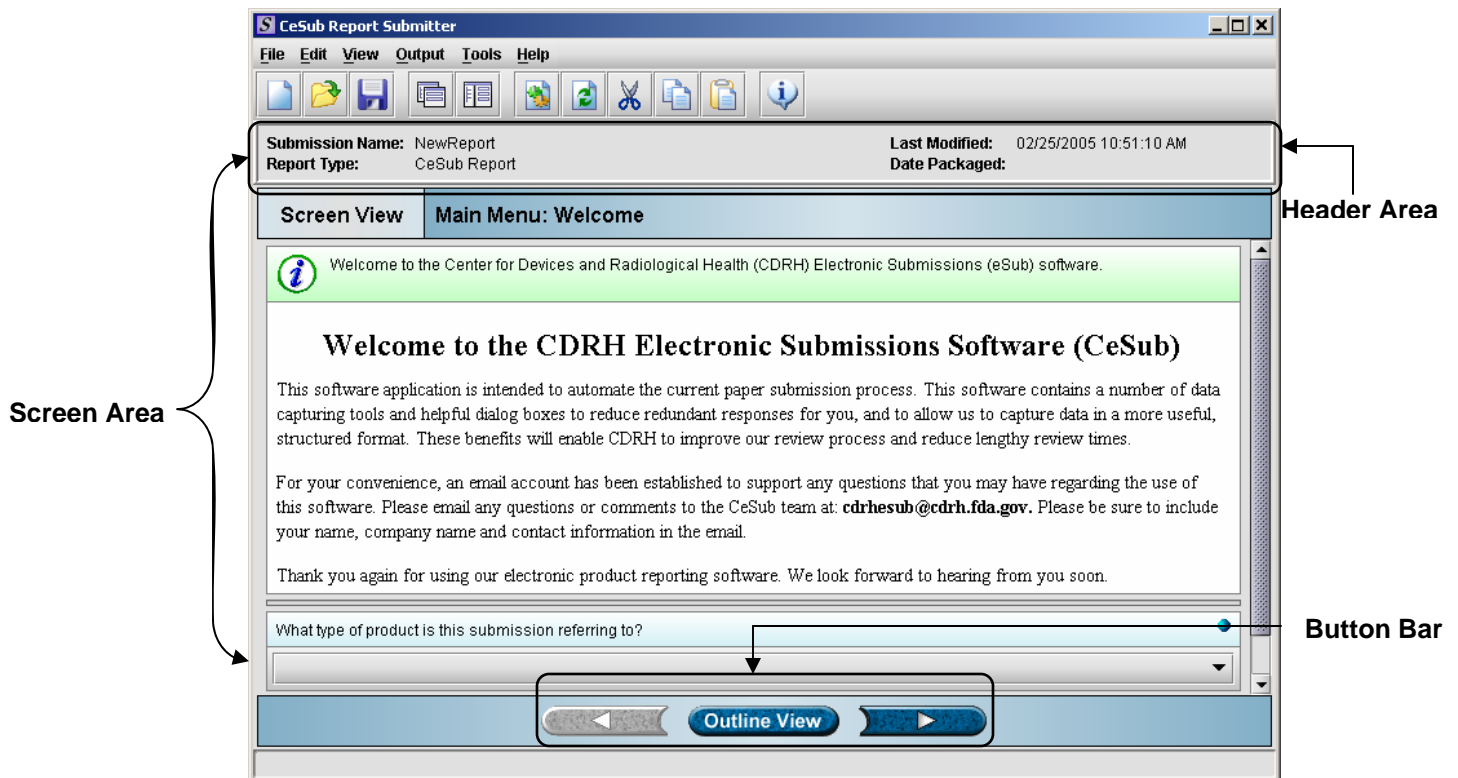 CeSub Report Submitter
File Edit View Output Tools Help
Submission Name: NewReport Last Modified: 02/25/2005 10:51:10 AM
Report Type: CeSub Report Date Packaged:
Header Area
Screen View Main Menu: Welcome
Welcome to the Center for Devices and Radiological Health (CDRH) Electronic Submissions (eSub) software.
Welcome to the CDRH Electronic Submissions Software (CeSub)
This software application is intended to automate the current paper submission process. This software contains a number of data
capturing tools and helpful dialog boxes to reduce redundant responses for you, and to allow us to capture data in a more useful,
structured format. These benefits will enable CDRH to improve our review process and reduce lengthy review times.
Screen Area
For your convenience, an email account has been established to support any questions that you may have regarding the use of
this software. Please email any questions or comments to the CeSub team at: cdrhesub@cdrh.fda.gov. Please be sure to include
your name, company name and contact information in the email.
Thank you again for using our electronic product reporting software. We look forward to hearing from you soon.
What type of product is this submission referring to?
Button Bar
Outline View